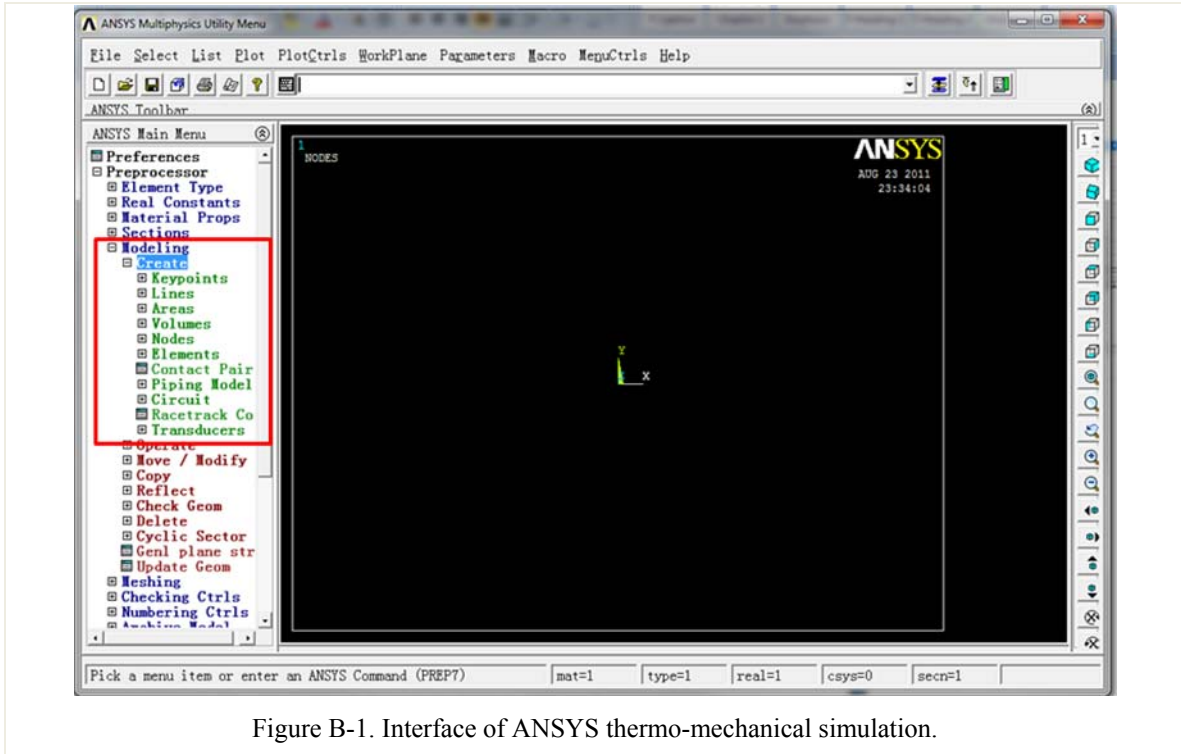 ANSYS Multiphysics Utility Menu
File Select List Plot PlotCtrls WorkPlane Parameters Macro MenuCtrls Help
ANSYS Toolbar
ANSYS Main Menu
Preferences
Preprocessor
Element Type
Real Constants
Material Props
Sections
Modeling
Create
Keypoints
Lines
Areas
Volumes
Nodes
Elements
Contact Pair
Piping Model
Circuit
Racetrack Co
Transducers
Operate
Move / Modify
Copy
Reflect
Check Geom
Delete
Cyclic Sector
Genl plane str
Update Geom
Meshing
Checking Ctrls
Numbering Ctrls
Archive Model
1
NODES
ANSYS
AUG 23 2011
23:34:04
Y
X
1
Pick a menu item or enter an ANSYS Command (PREP7) mat=1 type=1 real=1 csys=0 secn=1
Figure B-1. Interface of ANSYS thermo-mechanical simulation.